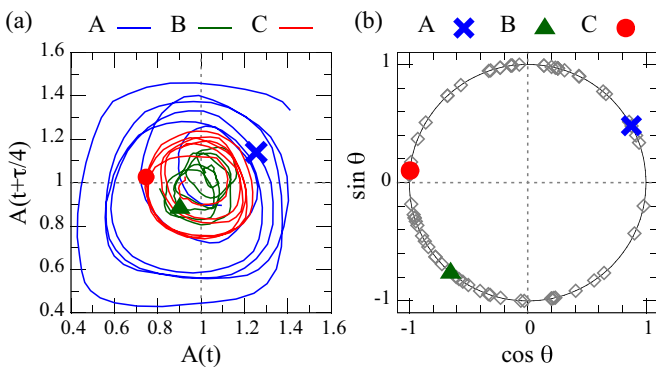 (a) A B C
A(t+τ/4)
1.6
1.4
1.2
1
0.8
0.6
0.4
0.4 0.6 0.8 1 1.2 1.4 1.6
A(t)
(b) A B C
sin θ
1
0
-1
-1 0 1
cos θ